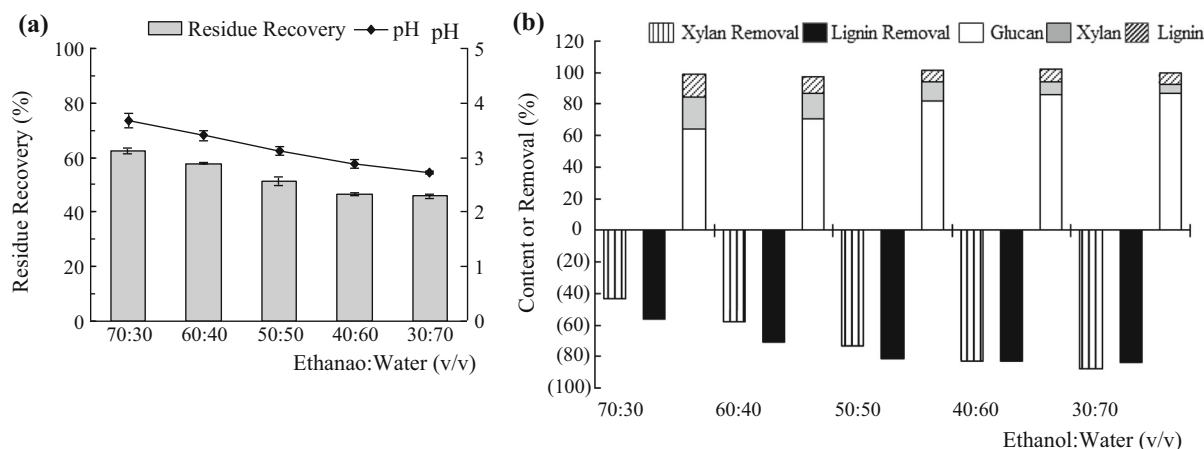 (a)
Residue Recovery pH pH
Residue Recovery (%)
100
80
60
40
20
0
5
4
3
2
1
0
70:30 60:40 50:50 40:60 30:70
Ethanao:Water (v/v)
(b)
Xylan Removal Lignin Removal Glucan Xylan Lignin
Content or Removal (%)
120
100
80
60
40
20
0
(20)
(40)
(60)
(80)
(100)
70:30 60:40 50:50 40:60 30:70
Ethanol:Water (v/v)